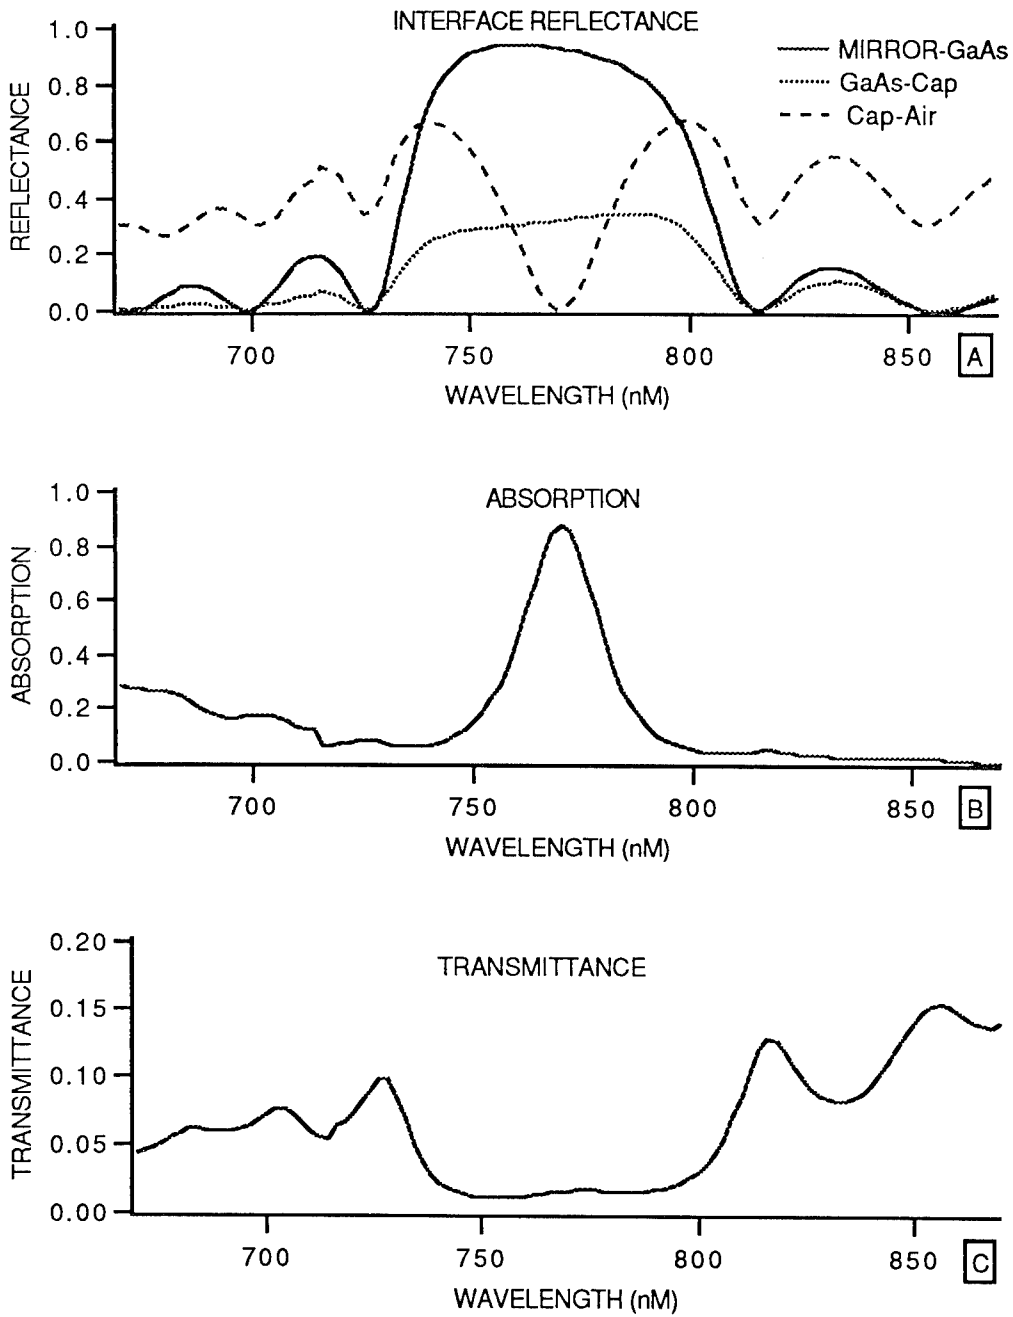 INTERFACE REFLECTANCE
MIRROR-GaAs
GaAs-Cap
Cap-Air
REFLECTANCE
1.0
0.8
0.6
0.4
0.2
0.0
700 750 800 850
A
WAVELENGTH (nM)
ABSORPTION
ABSORPTION
1.0
0.8
0.6
0.4
0.2
0.0
700 750 800 850
B
WAVELENGTH (nM)
TRANSMITTANCE
TRANSMITTANCE
0.20
0.15
0.10
0.05
0.00
700 750 800 850
C
WAVELENGTH (nM)